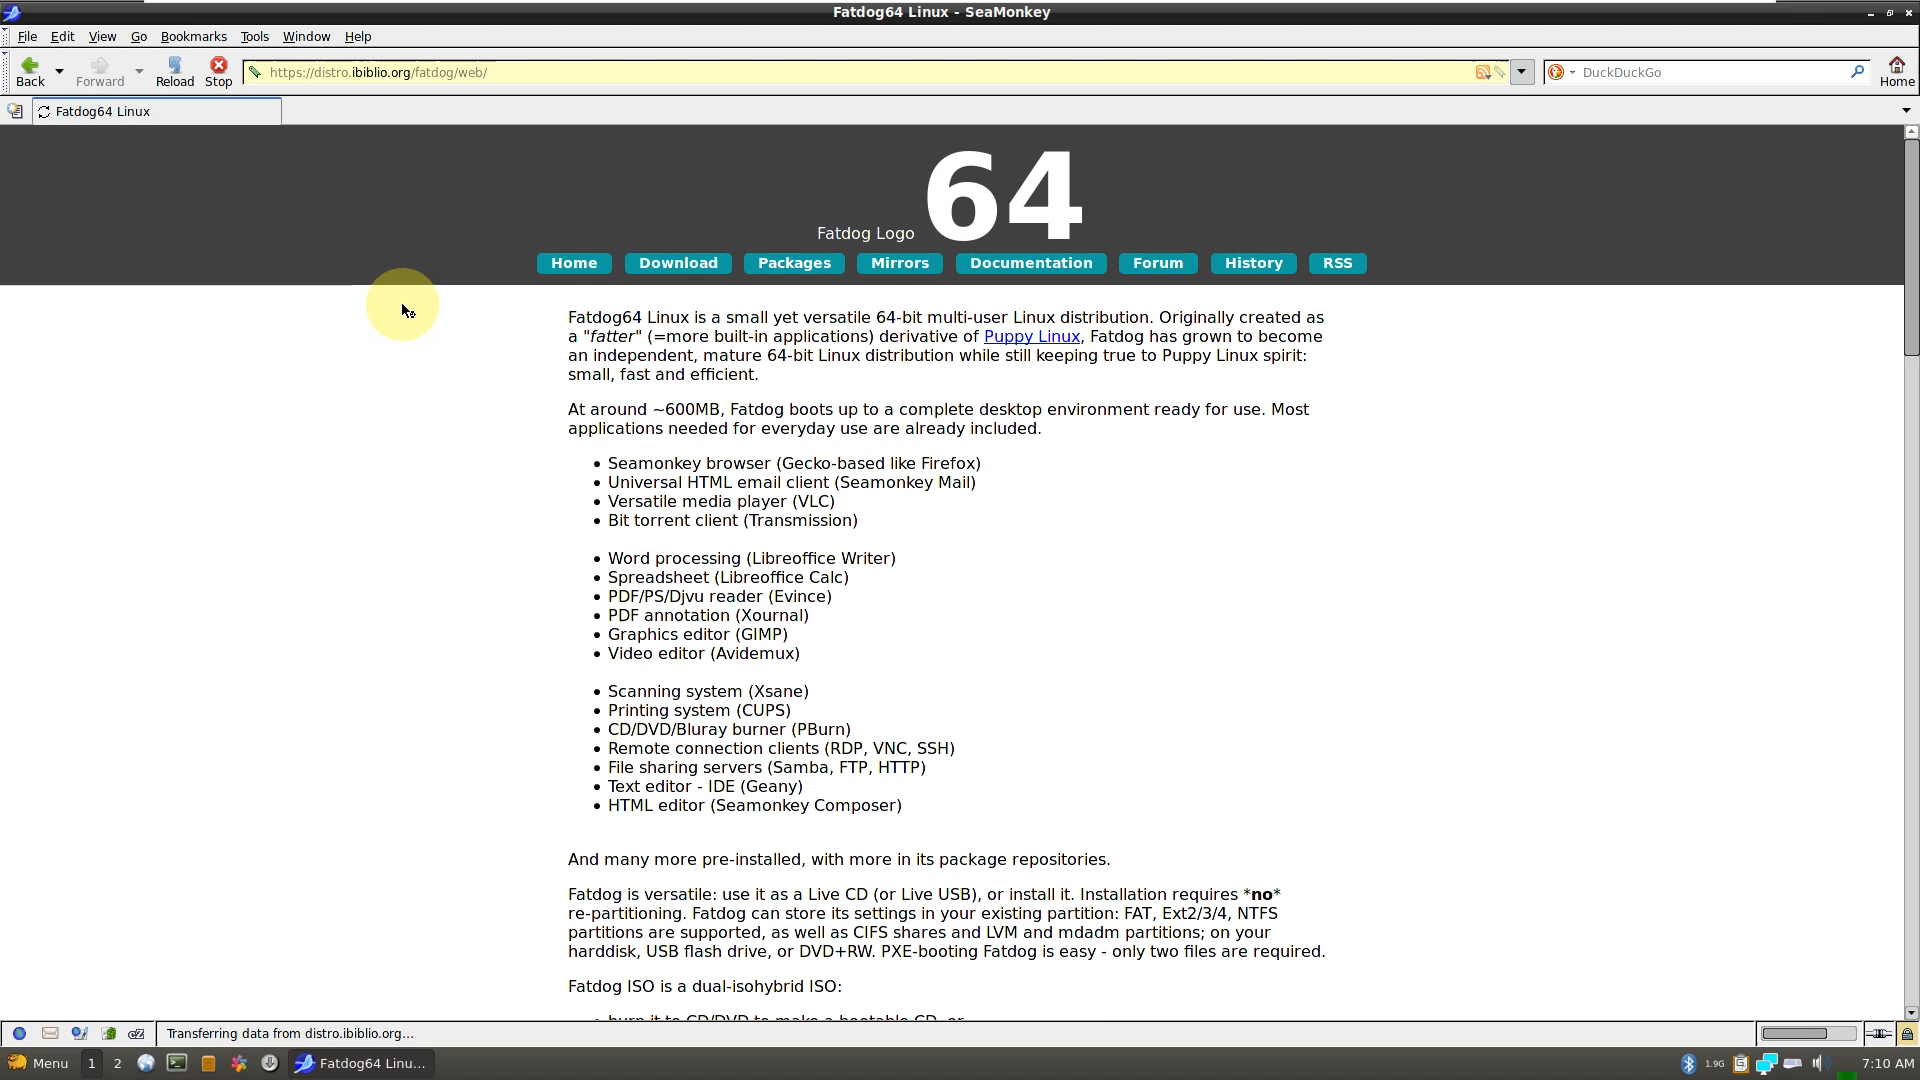 Fatdog64 Linux - SeaMonkey
File Edit View Go Bookmarks Tools Window Help
Back Forward Reload Stop https://distro.ibiblio.org/fatdog/web/ DuckDuckGo Home
Fatdog64 Linux
Fatdog Logo 64
Home Download Packages Mirrors Documentation Forum History RSS
Fatdog64 Linux is a small yet versatile 64-bit multi-user Linux distribution. Originally created as
a "fatter" (=more built-in applications) derivative of Puppy Linux, Fatdog has grown to become
an independent, mature 64-bit Linux distribution while still keeping true to Puppy Linux spirit:
small, fast and efficient.
At around ~600MB, Fatdog boots up to a complete desktop environment ready for use. Most
applications needed for everyday use are already included.
• Seamonkey browser (Gecko-based like Firefox)
• Universal HTML email client (Seamonkey Mail)
• Versatile media player (VLC)
• Bit torrent client (Transmission)
• Word processing (Libreoffice Writer)
• Spreadsheet (Libreoffice Calc)
• PDF/PS/Djvu reader (Evince)
• PDF annotation (Xournal)
• Graphics editor (GIMP)
• Video editor (Avidemux)
• Scanning system (Xsane)
• Printing system (CUPS)
• CD/DVD/Bluray burner (PBurn)
• Remote connection clients (RDP, VNC, SSH)
• File sharing servers (Samba, FTP, HTTP)
• Text editor - IDE (Geany)
• HTML editor (Seamonkey Composer)
And many more pre-installed, with more in its package repositories.
Fatdog is versatile: use it as a Live CD (or Live USB), or install it. Installation requires *no*
re-partitioning. Fatdog can store its settings in your existing partition: FAT, Ext2/3/4, NTFS
partitions are supported, as well as CIFS shares and LVM and mdadm partitions; on your
harddisk, USB flash drive, or DVD+RW. PXE-booting Fatdog is easy - only two files are required.
Fatdog ISO is a dual-isohybrid ISO:
• burn it to CD/DVD to make a bootable CD, or
Transferring data from distro.ibiblio.org...
Menu 1 2 Fatdog64 Linu... 1.9G 7:10 AM